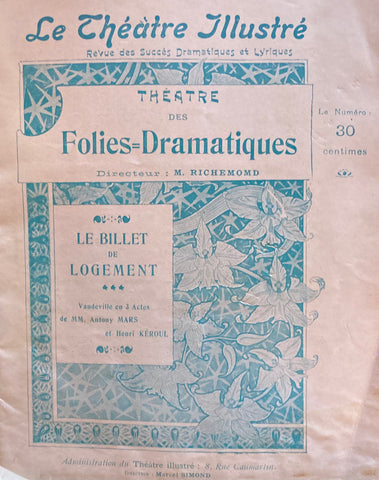 Le Théâtre Illustré
Revue des Succès Dramatiques et Lyriques
THÉATRE
DES
Folies=Dramatiques
Directeur : M. RICHEMOND
Le Numéro :
30
centimes
LE BILLET
DE
LOGEMENT
Vaudeville en 3 Actes
de MM. Antony MARS
et Henri KÉROUL
Administration du Théâtre illustré : 8, Rue Caumartin.
Directeur : Marcel SIMOND